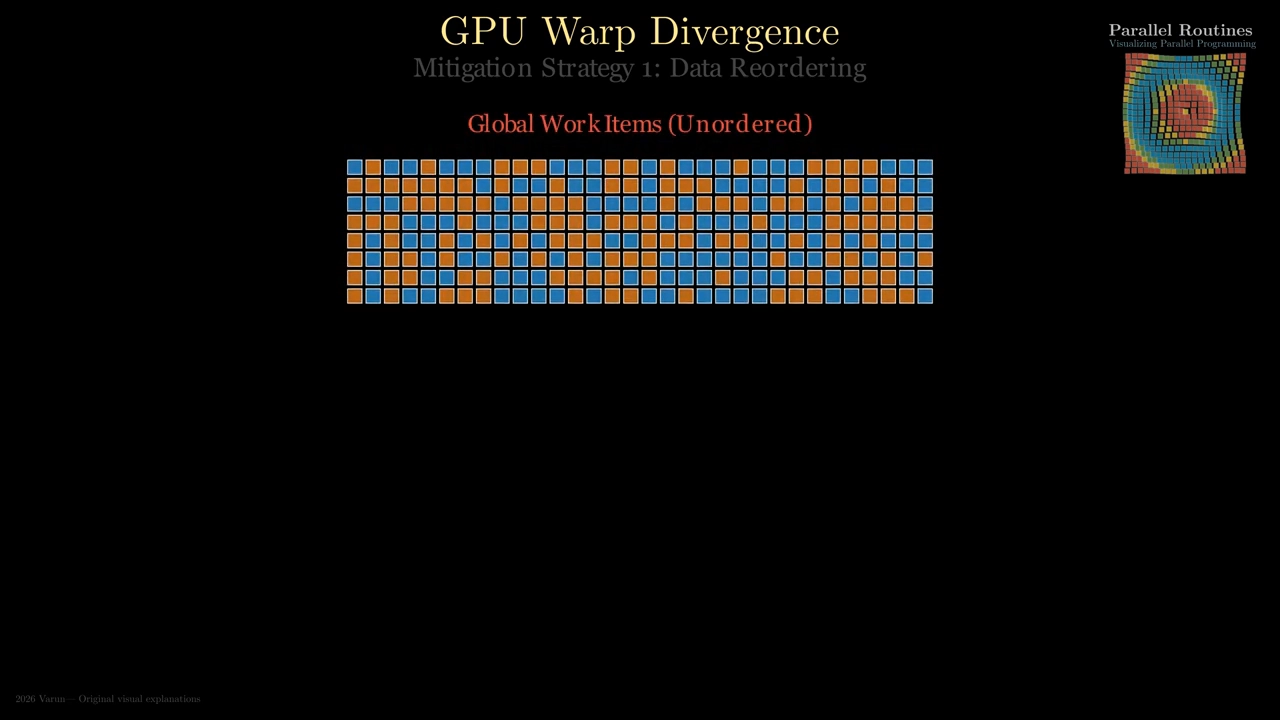 GPU Warp Divergence
Mitigation Strategy 1: Data Reordering
Parallel Routines
Visualizing Parallel Programming
Global Work Items (Unordered)
2026 Varun — Original visual explanations